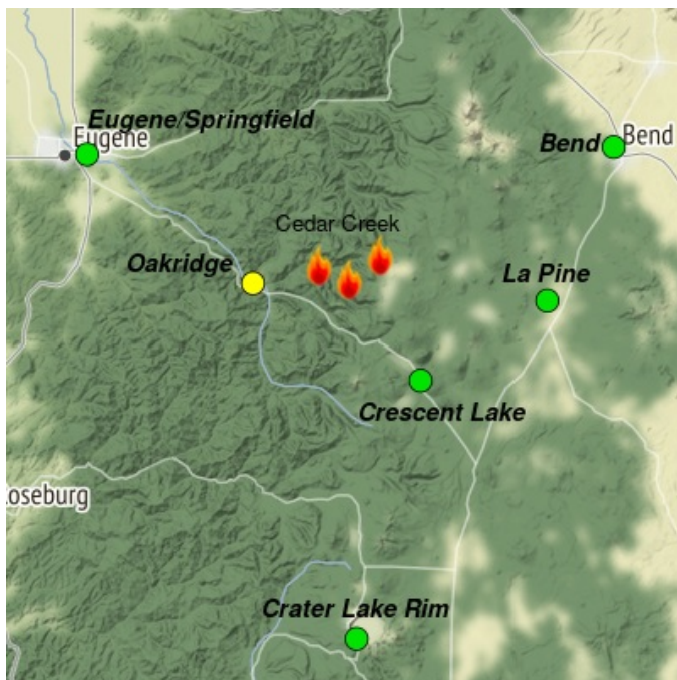 Eugene/Springfield
Eugene
Bend
Bend
Cedar Creek
Oakridge
La Pine
Crescent Lake
oseburg
Crater Lake Rim